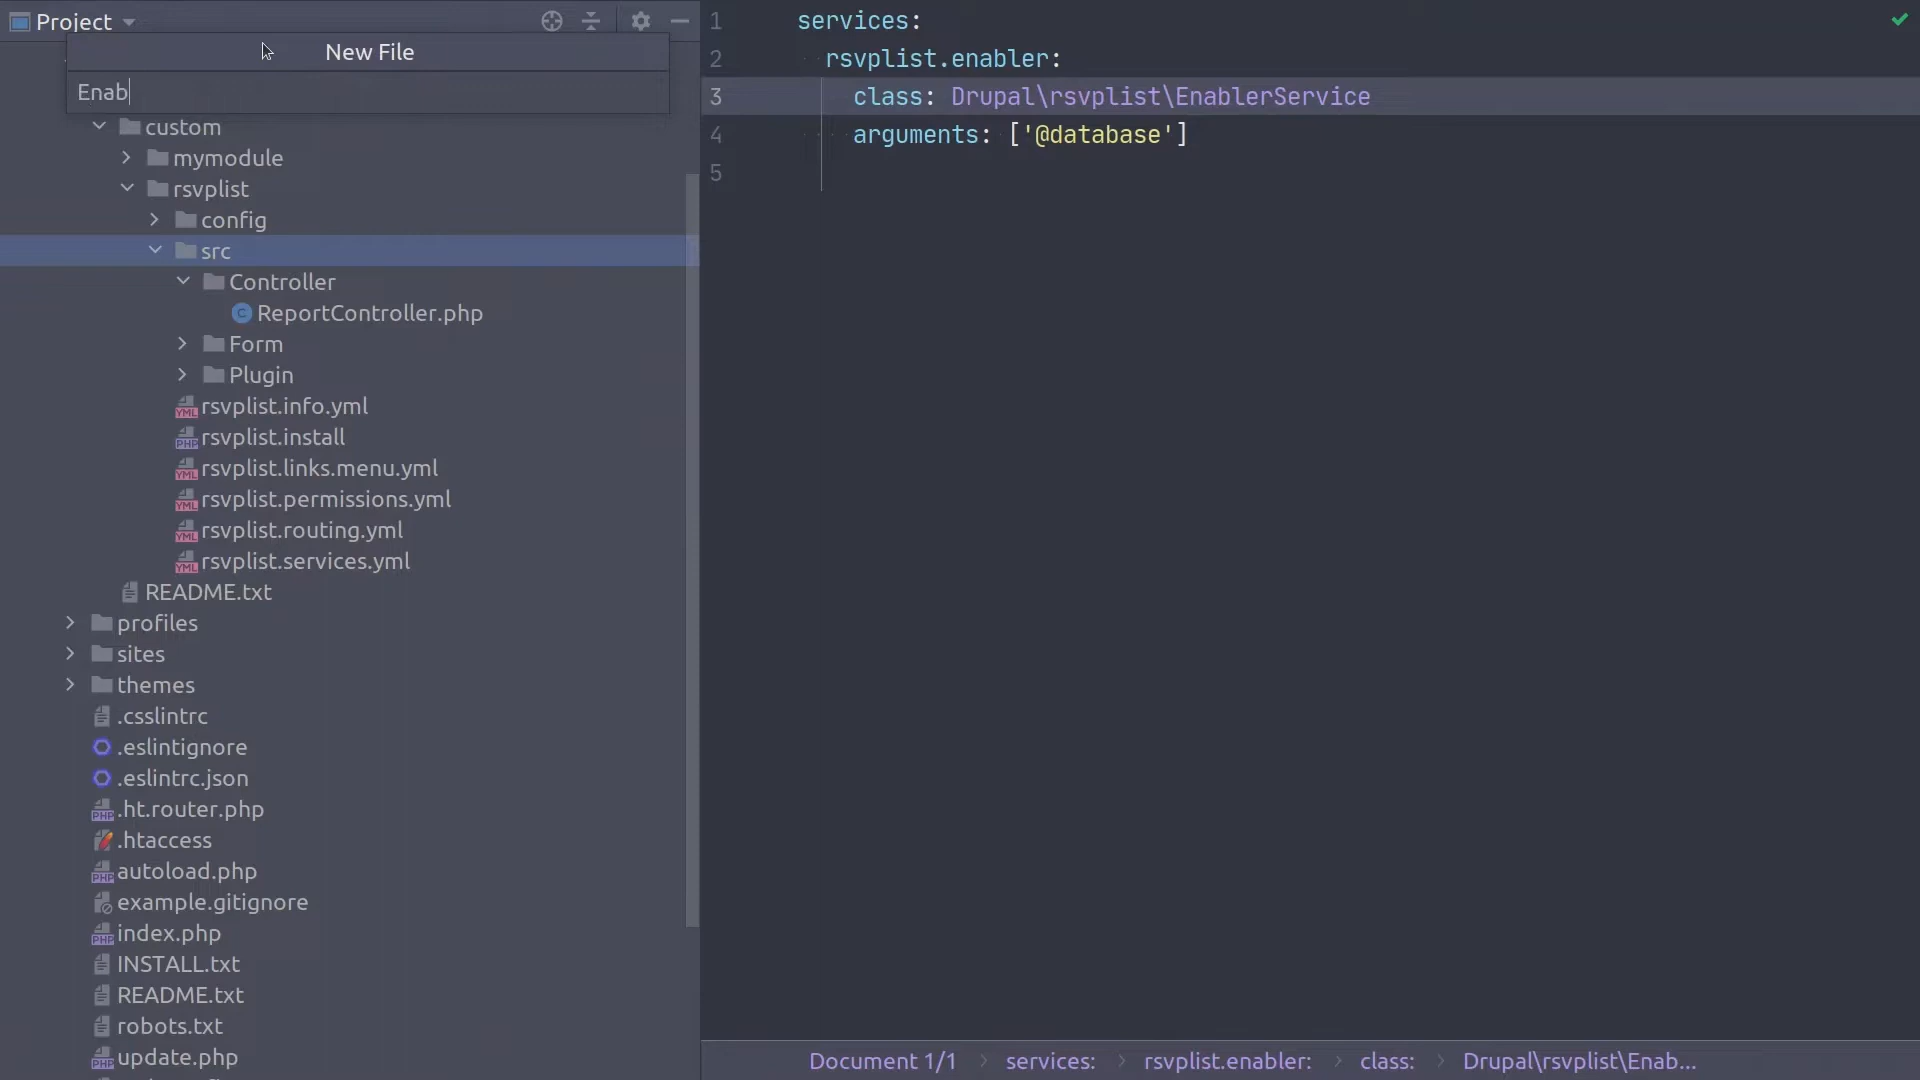 Project
New File
Enab
custom
mymodule
rsvplist
config
src
Controller
ReportController.php
Form
Plugin
rsvplist.info.yml
rsvplist.install
rsvplist.links.menu.yml
rsvplist.permissions.yml
rsvplist.routing.yml
rsvplist.services.yml
README.txt
profiles
sites
themes
.csslintrc
.eslintignore
.eslintrc.json
.ht.router.php
.htaccess
autoload.php
example.gitignore
index.php
INSTALL.txt
README.txt
robots.txt
update.php
1 services:
2 rsvplist.enabler:
3 class: Drupal\rsvplist\EnablerService
4 arguments: ['@database']
5
Document 1/1 > services: > rsvplist.enabler: > class: > Drupal\rsvplist\Enab...